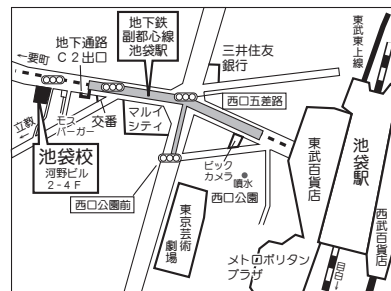 ←要町
地下通路
C2出口
地下鉄
副都心線
池袋駅
三井住友
銀行
東武東上線
立教
モス
バーガー
交番
マルイ
シティ
西口五差路
池袋校
河野ビル
2-4F
西口公園前
ビック
カメラ
噴水
西口公園
東京芸術
劇場
東武百貨店
池袋駅
西武百貨店
メトロポリタン
プラザ
目白→